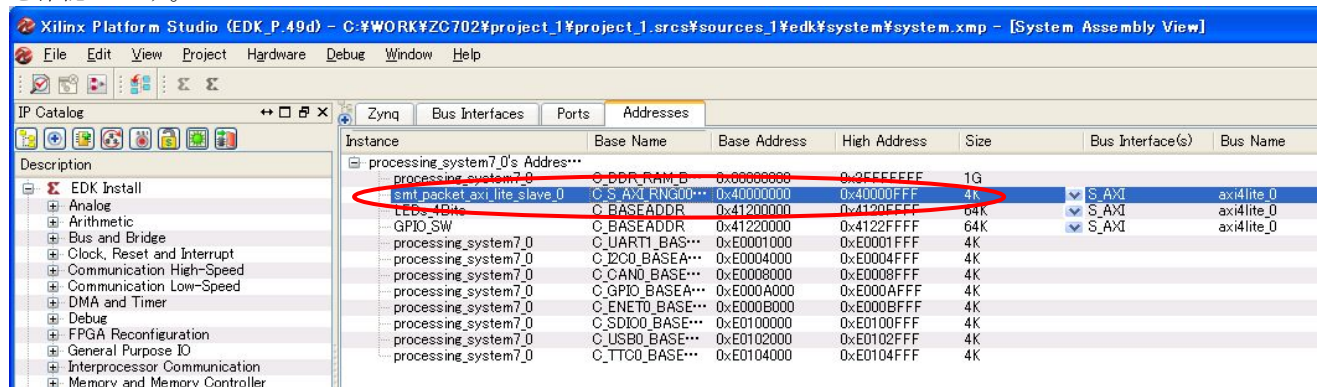 Xilinx Platform Studio (EDK_P.49d) - C:¥WORK¥ZC702¥project_1¥project_1.srcs¥sources_1¥edk¥system¥system.xmp - [System Assembly View]
File Edit View Project Hardware Debug Window Help
IP Catalog
Zynq Bus Interfaces Ports Addresses
Description
EDK Install
Analog
Arithmetic
Bus and Bridge
Clock, Reset and Interrupt
Communication High-Speed
Communication Low-Speed
DMA and Timer
Debug
FPGA Reconfiguration
General Purpose IO
Interprocessor Communication
Memory and Memory Controller
Instance Base Name Base Address High Address Size Bus Interface(s) Bus Name
processing_system7_0's Addres…
processing_system7_0 C_DDR_RAM_B… 0x00000000 0x3FFFFFFF 1G
smt_packet_axi_lite_slave_0 C_S_AXI_RNG00… 0x40000000 0x40000FFF 4K S_AXI axi4lite_0
LEDs_4Bits C_BASEADDR 0x41200000 0x4120FFFF 64K S_AXI axi4lite_0
GPIO_SW C_BASEADDR 0x41220000 0x4122FFFF 64K S_AXI axi4lite_0
processing_system7_0 C_UART1_BAS… 0xE0001000 0xE0001FFF 4K
processing_system7_0 C_I2C0_BASEA… 0xE0004000 0xE0004FFF 4K
processing_system7_0 C_CAN0_BASE… 0xE0008000 0xE0008FFF 4K
processing_system7_0 C_GPIO_BASEA… 0xE000A000 0xE000AFFF 4K
processing_system7_0 C_ENET0_BASE… 0xE000B000 0xE000BFFF 4K
processing_system7_0 C_SDIO0_BASE… 0xE0100000 0xE0100FFF 4K
processing_system7_0 C_USB0_BASE… 0xE0102000 0xE0102FFF 4K
processing_system7_0 C_TTC0_BASE… 0xE0104000 0xE0104FFF 4K